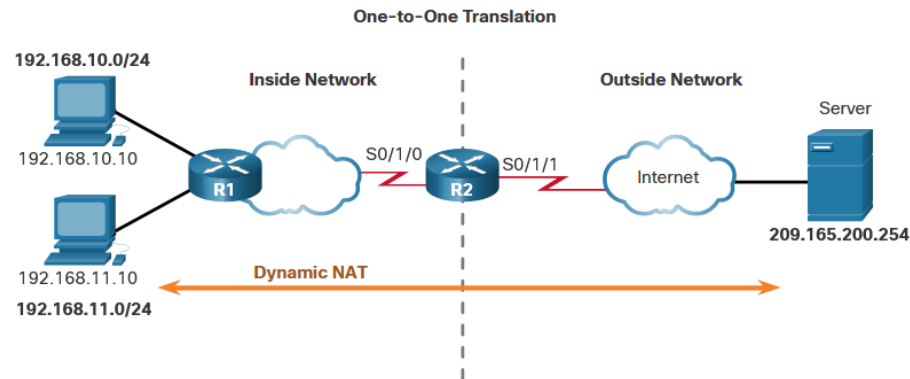 One-to-One Translation
192.168.10.0/24
Inside Network
Outside Network
Server
192.168.10.10
S0/1/0
S0/1/1
R1
R2
Internet
209.165.200.254
192.168.11.10
Dynamic NAT
192.168.11.0/24